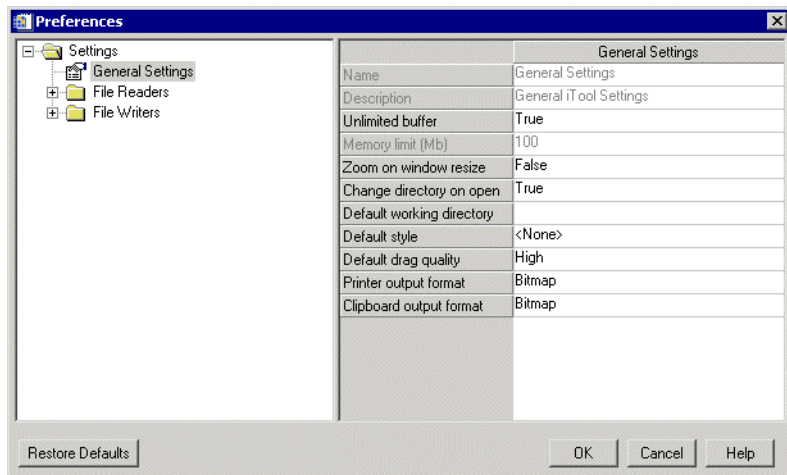 Preferences
Settings
General Settings
File Readers
File Writers
General Settings
Name General Settings
Description General iTool Settings
Unlimited buffer True
Memory limit (Mb) 100
Zoom on window resize False
Change directory on open True
Default working directory
Default style <None>
Default drag quality High
Printer output format Bitmap
Clipboard output format Bitmap
Restore Defaults OK Cancel Help